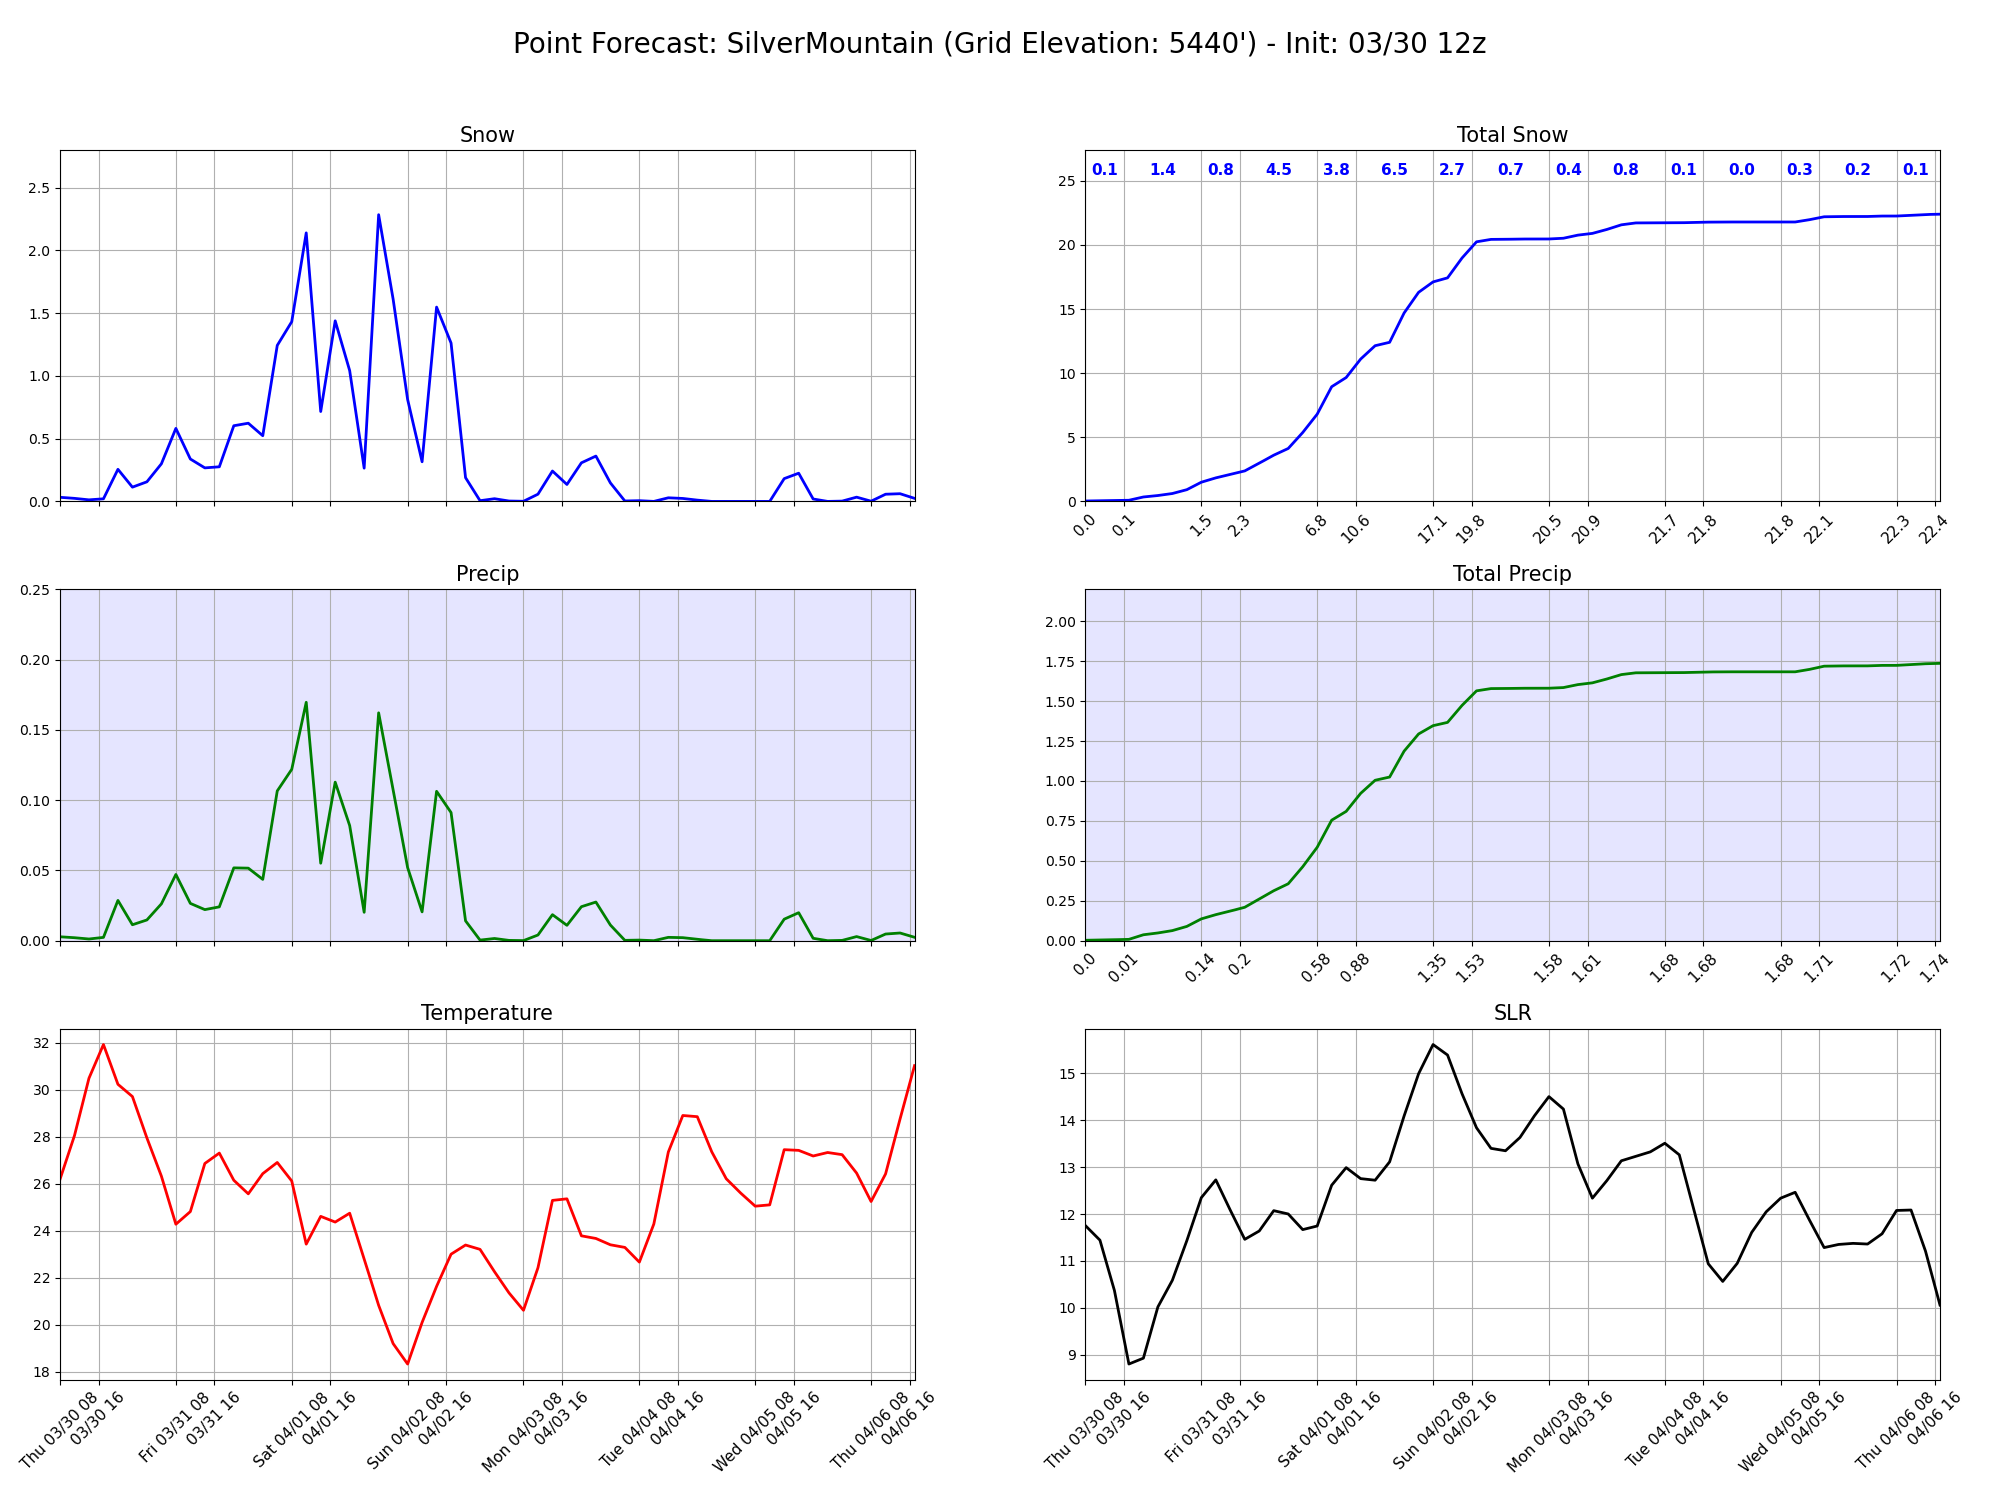 Point Forecast: SilverMountain (Grid Elevation: 5440') - Init: 03/30 12z
Snow
2.5
2.0
1.5
1.0
0.5
0.0
Total Snow
0.1 1.4 0.8 4.5 3.8 6.5 2.7 0.7 0.4 0.8 0.1 0.0 0.3 0.2 0.1
25
20
15
10
5
0
0.0 0.1 1.5 2.3 6.8 10.6 17.1 19.8 20.5 20.9 21.7 21.8 21.8 22.1 22.3 22.4
Precip
0.25
0.20
0.15
0.10
0.05
0.00
Total Precip
2.00
1.75
1.50
1.25
1.00
0.75
0.50
0.25
0.00
0.0 0.01 0.14 0.2 0.58 0.88 1.35 1.53 1.58 1.61 1.68 1.68 1.68 1.71 1.72 1.74
Temperature
32
30
28
26
24
22
20
18
Thu 03/30 08
03/30 16
Fri 03/31 08
03/31 16
Sat 04/01 08
04/01 16
Sun 04/02 08
04/02 16
Mon 04/03 08
04/03 16
Tue 04/04 08
04/04 16
Wed 04/05 08
04/05 16
Thu 04/06 08
04/06 16
SLR
15
14
13
12
11
10
9
Thu 03/30 08
03/30 16
Fri 03/31 08
03/31 16
Sat 04/01 08
04/01 16
Sun 04/02 08
04/02 16
Mon 04/03 08
04/03 16
Tue 04/04 08
04/04 16
Wed 04/05 08
04/05 16
Thu 04/06 08
04/06 16